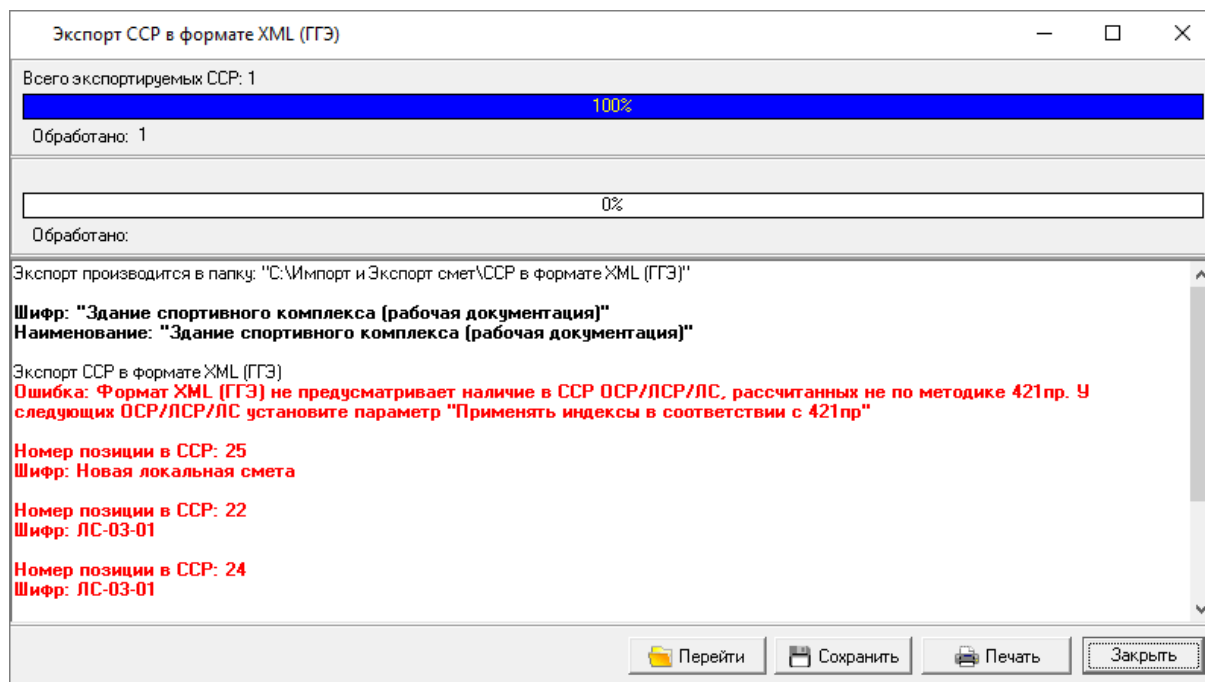 Экспорт ССР в формате XML (ГГЭ)
Всего экспортируемых ССР: 1
100%
Обработано: 1
0%
Обработано:
Экспорт производится в папку: "C:\Импорт и Экспорт смет\ССР в формате XML (ГГЭ)"
Шифр: "Здание спортивного комплекса (рабочая документация)"
Наименование: "Здание спортивного комплекса (рабочая документация)"
Экспорт ССР в формате XML (ГГЭ)
Ошибка: Формат XML (ГГЭ) не предусматривает наличие в ССР ОСР/ЛСР/ЛС, рассчитанных не по методике 421пр. У
следующих ОСР/ЛСР/ЛС установите параметр "Применять индексы в соответствии с 421пр"
Номер позиции в ССР: 25
Шифр: Новая локальная смета
Номер позиции в ССР: 22
Шифр: ЛС-03-01
Номер позиции в ССР: 24
Шифр: ЛС-03-01
Перейти
Сохранить
Печать
Закрыть